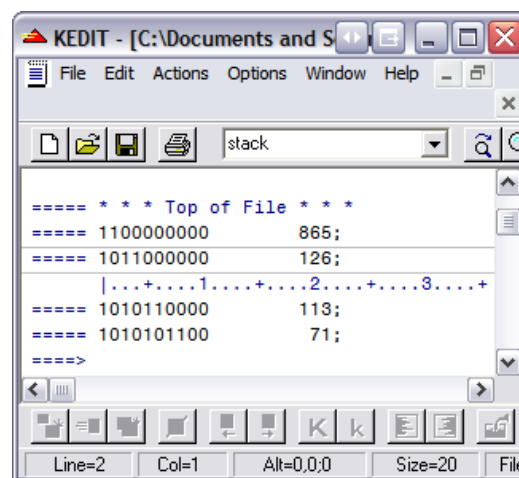 KEDIT - [C:\Documents and S
File Edit Actions Options Window Help
stack
===== * * * Top of File * * *
===== 1100000000 865;
===== 1011000000 126;
|...+....1....+....2....+....3....+
===== 1010110000 113;
===== 1010101100 71;
====>
K k
Line=2 Col=1 Alt=0,0;0 Size=20 File